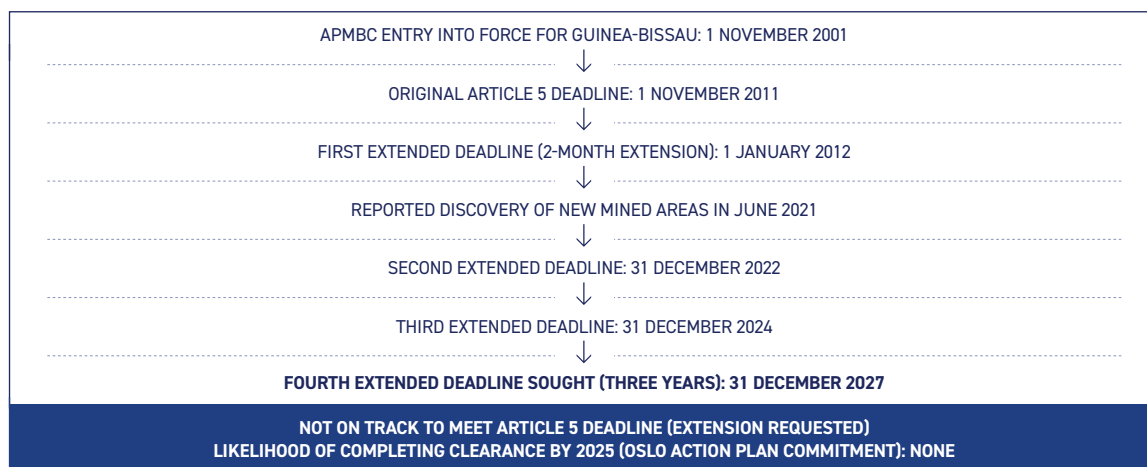 APMBC ENTRY INTO FORCE FOR GUINEA-BISSAU: 1 NOVEMBER 2001
ORIGINAL ARTICLE 5 DEADLINE: 1 NOVEMBER 2011
FIRST EXTENDED DEADLINE (2-MONTH EXTENSION): 1 JANUARY 2012
REPORTED DISCOVERY OF NEW MINED AREAS IN JUNE 2021
SECOND EXTENDED DEADLINE: 31 DECEMBER 2022
THIRD EXTENDED DEADLINE: 31 DECEMBER 2024
FOURTH EXTENDED DEADLINE SOUGHT (THREE YEARS): 31 DECEMBER 2027
NOT ON TRACK TO MEET ARTICLE 5 DEADLINE (EXTENSION REQUESTED)
LIKELIHOOD OF COMPLETING CLEARANCE BY 2025 (OSLO ACTION PLAN COMMITMENT): NONE